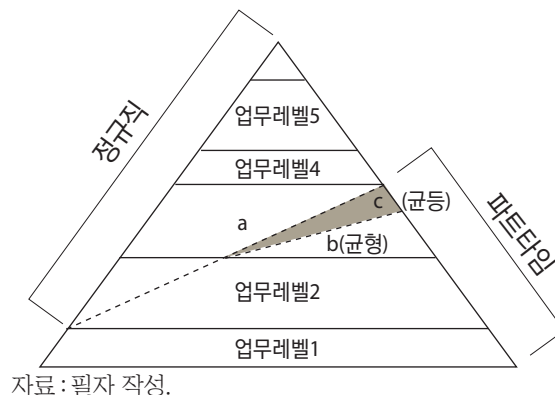 정규직
업무레벨5
업무레벨4
파트타임
a
c
(균등)
b(균형)
업무레벨2
업무레벨1
자료 : 필자 작성.